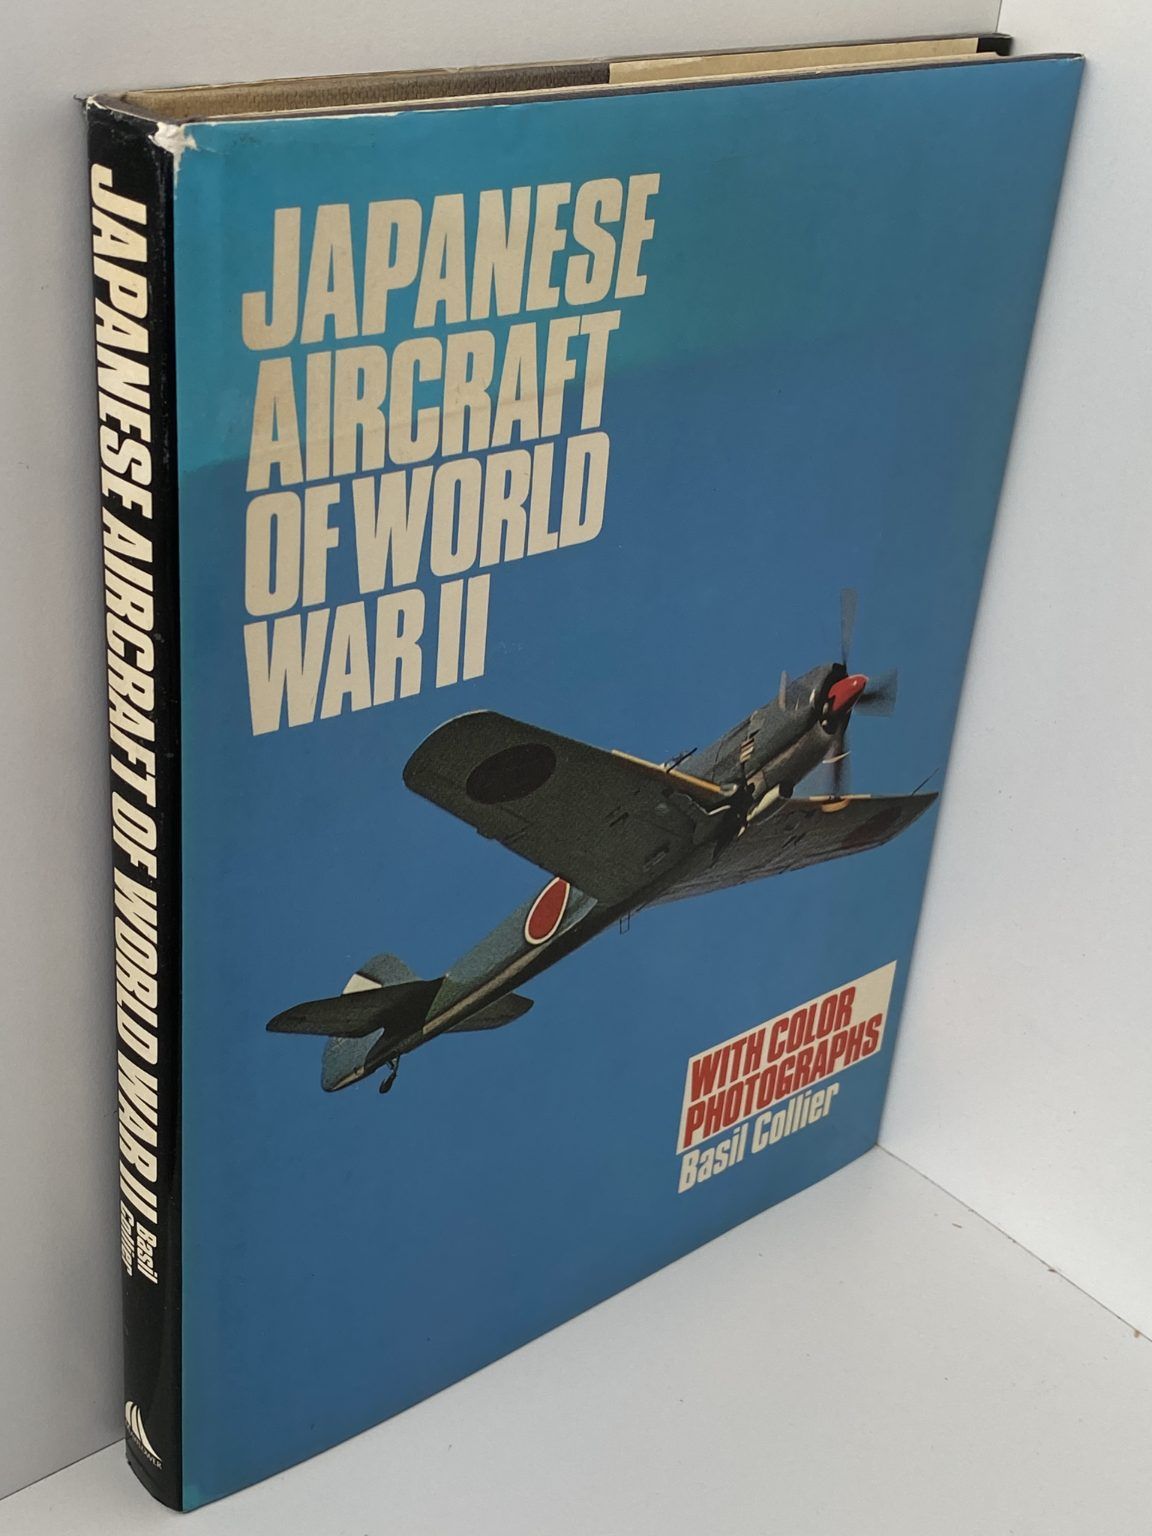 JAPANESE
AIRCRAFT
OF WORLD
WAR II
WITH COLOR
PHOTOGRAPHS
Basil Collier
JAPANESE AIRCRAFT OF WORLD WAR II
Basil
Collier